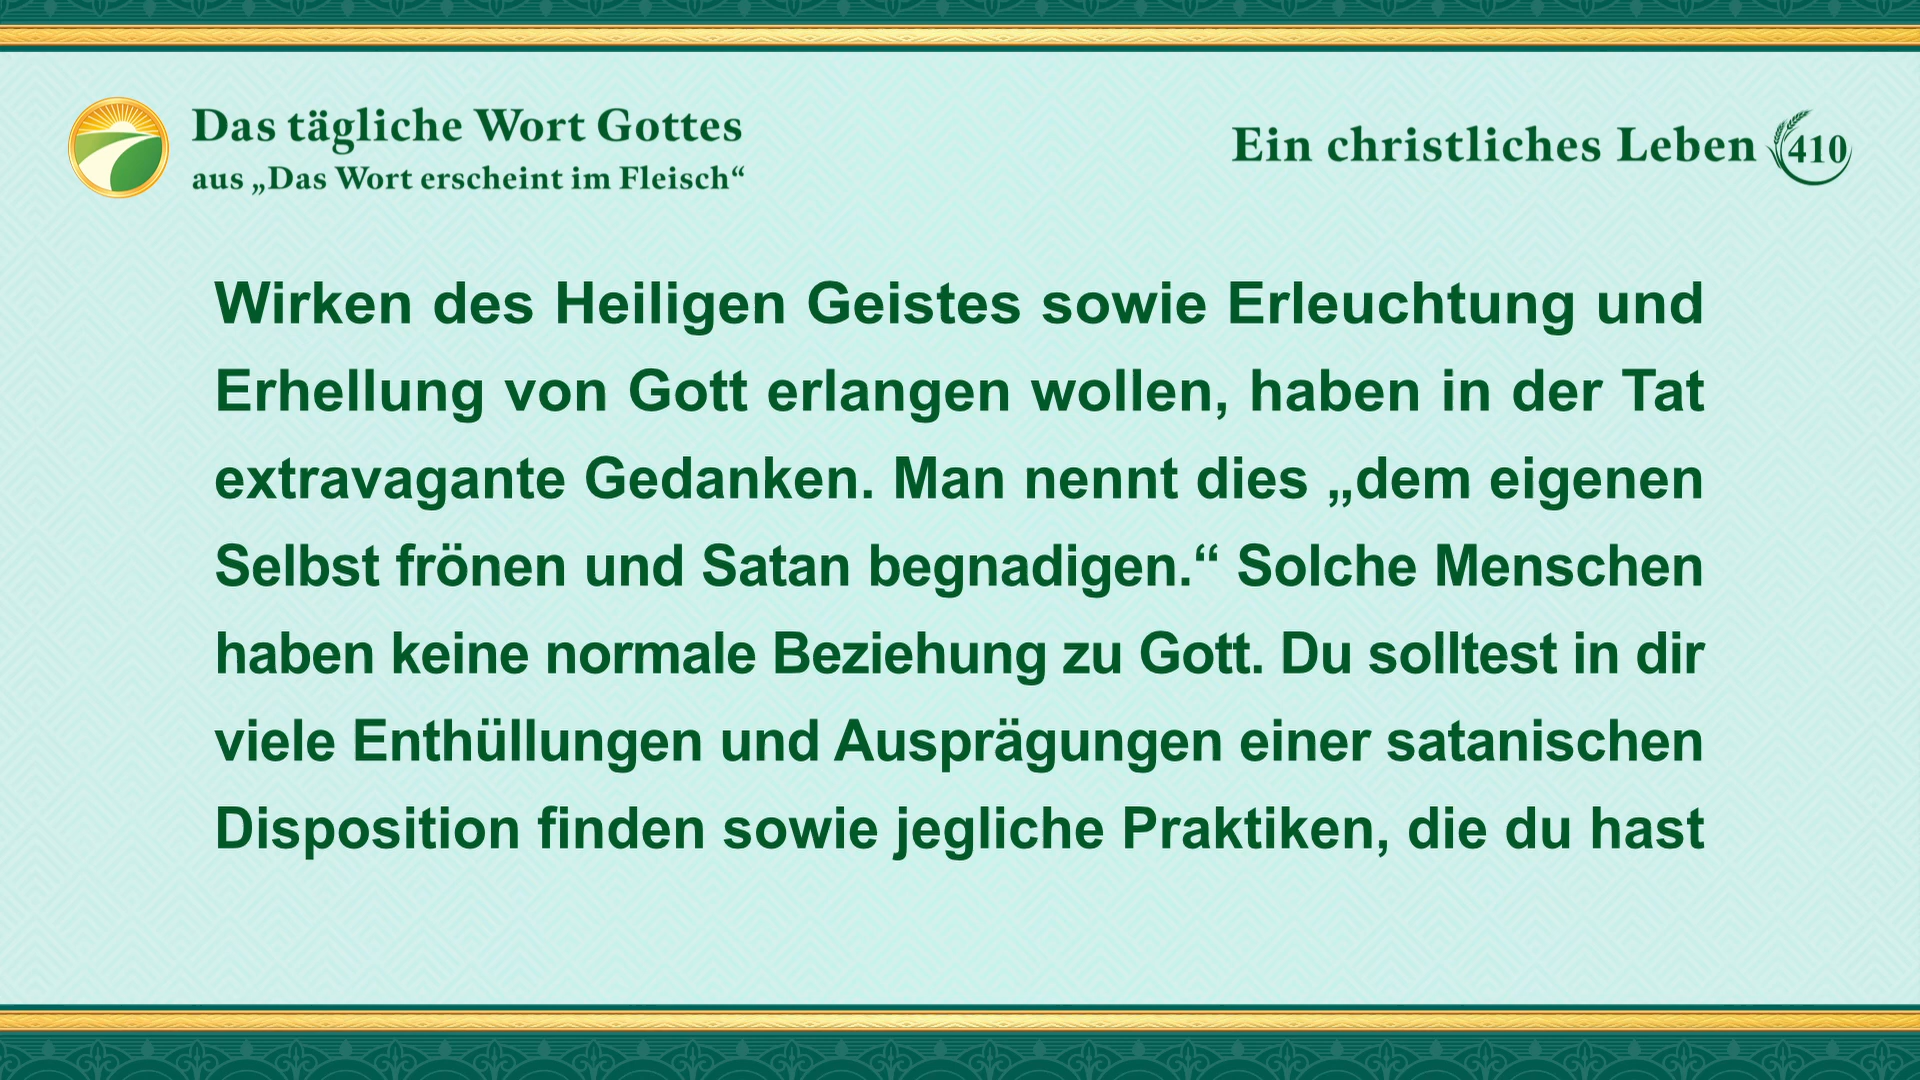 Das tägliche Wort Gottes
aus „Das Wort erscheint im Fleisch“
Ein christliches Leben 410
Wirken des Heiligen Geistes sowie Erleuchtung und
Erhellung von Gott erlangen wollen, haben in der Tat
extravagante Gedanken. Man nennt dies „dem eigenen
Selbst frönen und Satan begnadigen.“ Solche Menschen
haben keine normale Beziehung zu Gott. Du solltest in dir
viele Enthüllungen und Ausprägungen einer satanischen
Disposition finden sowie jegliche Praktiken, die du hast